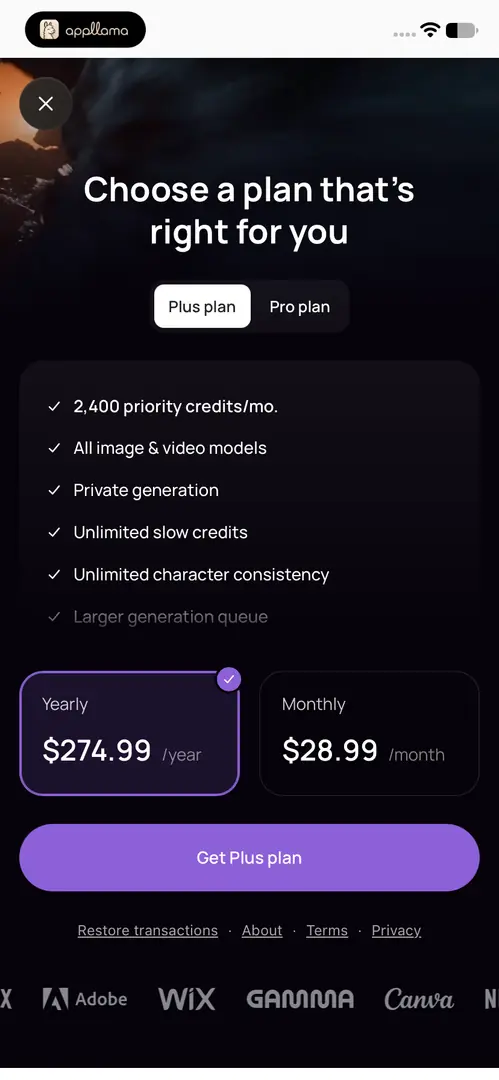 appllama
Choose a plan that's
right for you
Plus plan
Pro plan
2,400 priority credits/mo.
All image & video models
Private generation
Unlimited slow credits
Unlimited character consistency
Larger generation queue
Yearly
$274.99 /year
Monthly
$28.99 /month
Get Plus plan
Restore transactions · About · Terms · Privacy
X Adobe WiX GAMMA Canva N